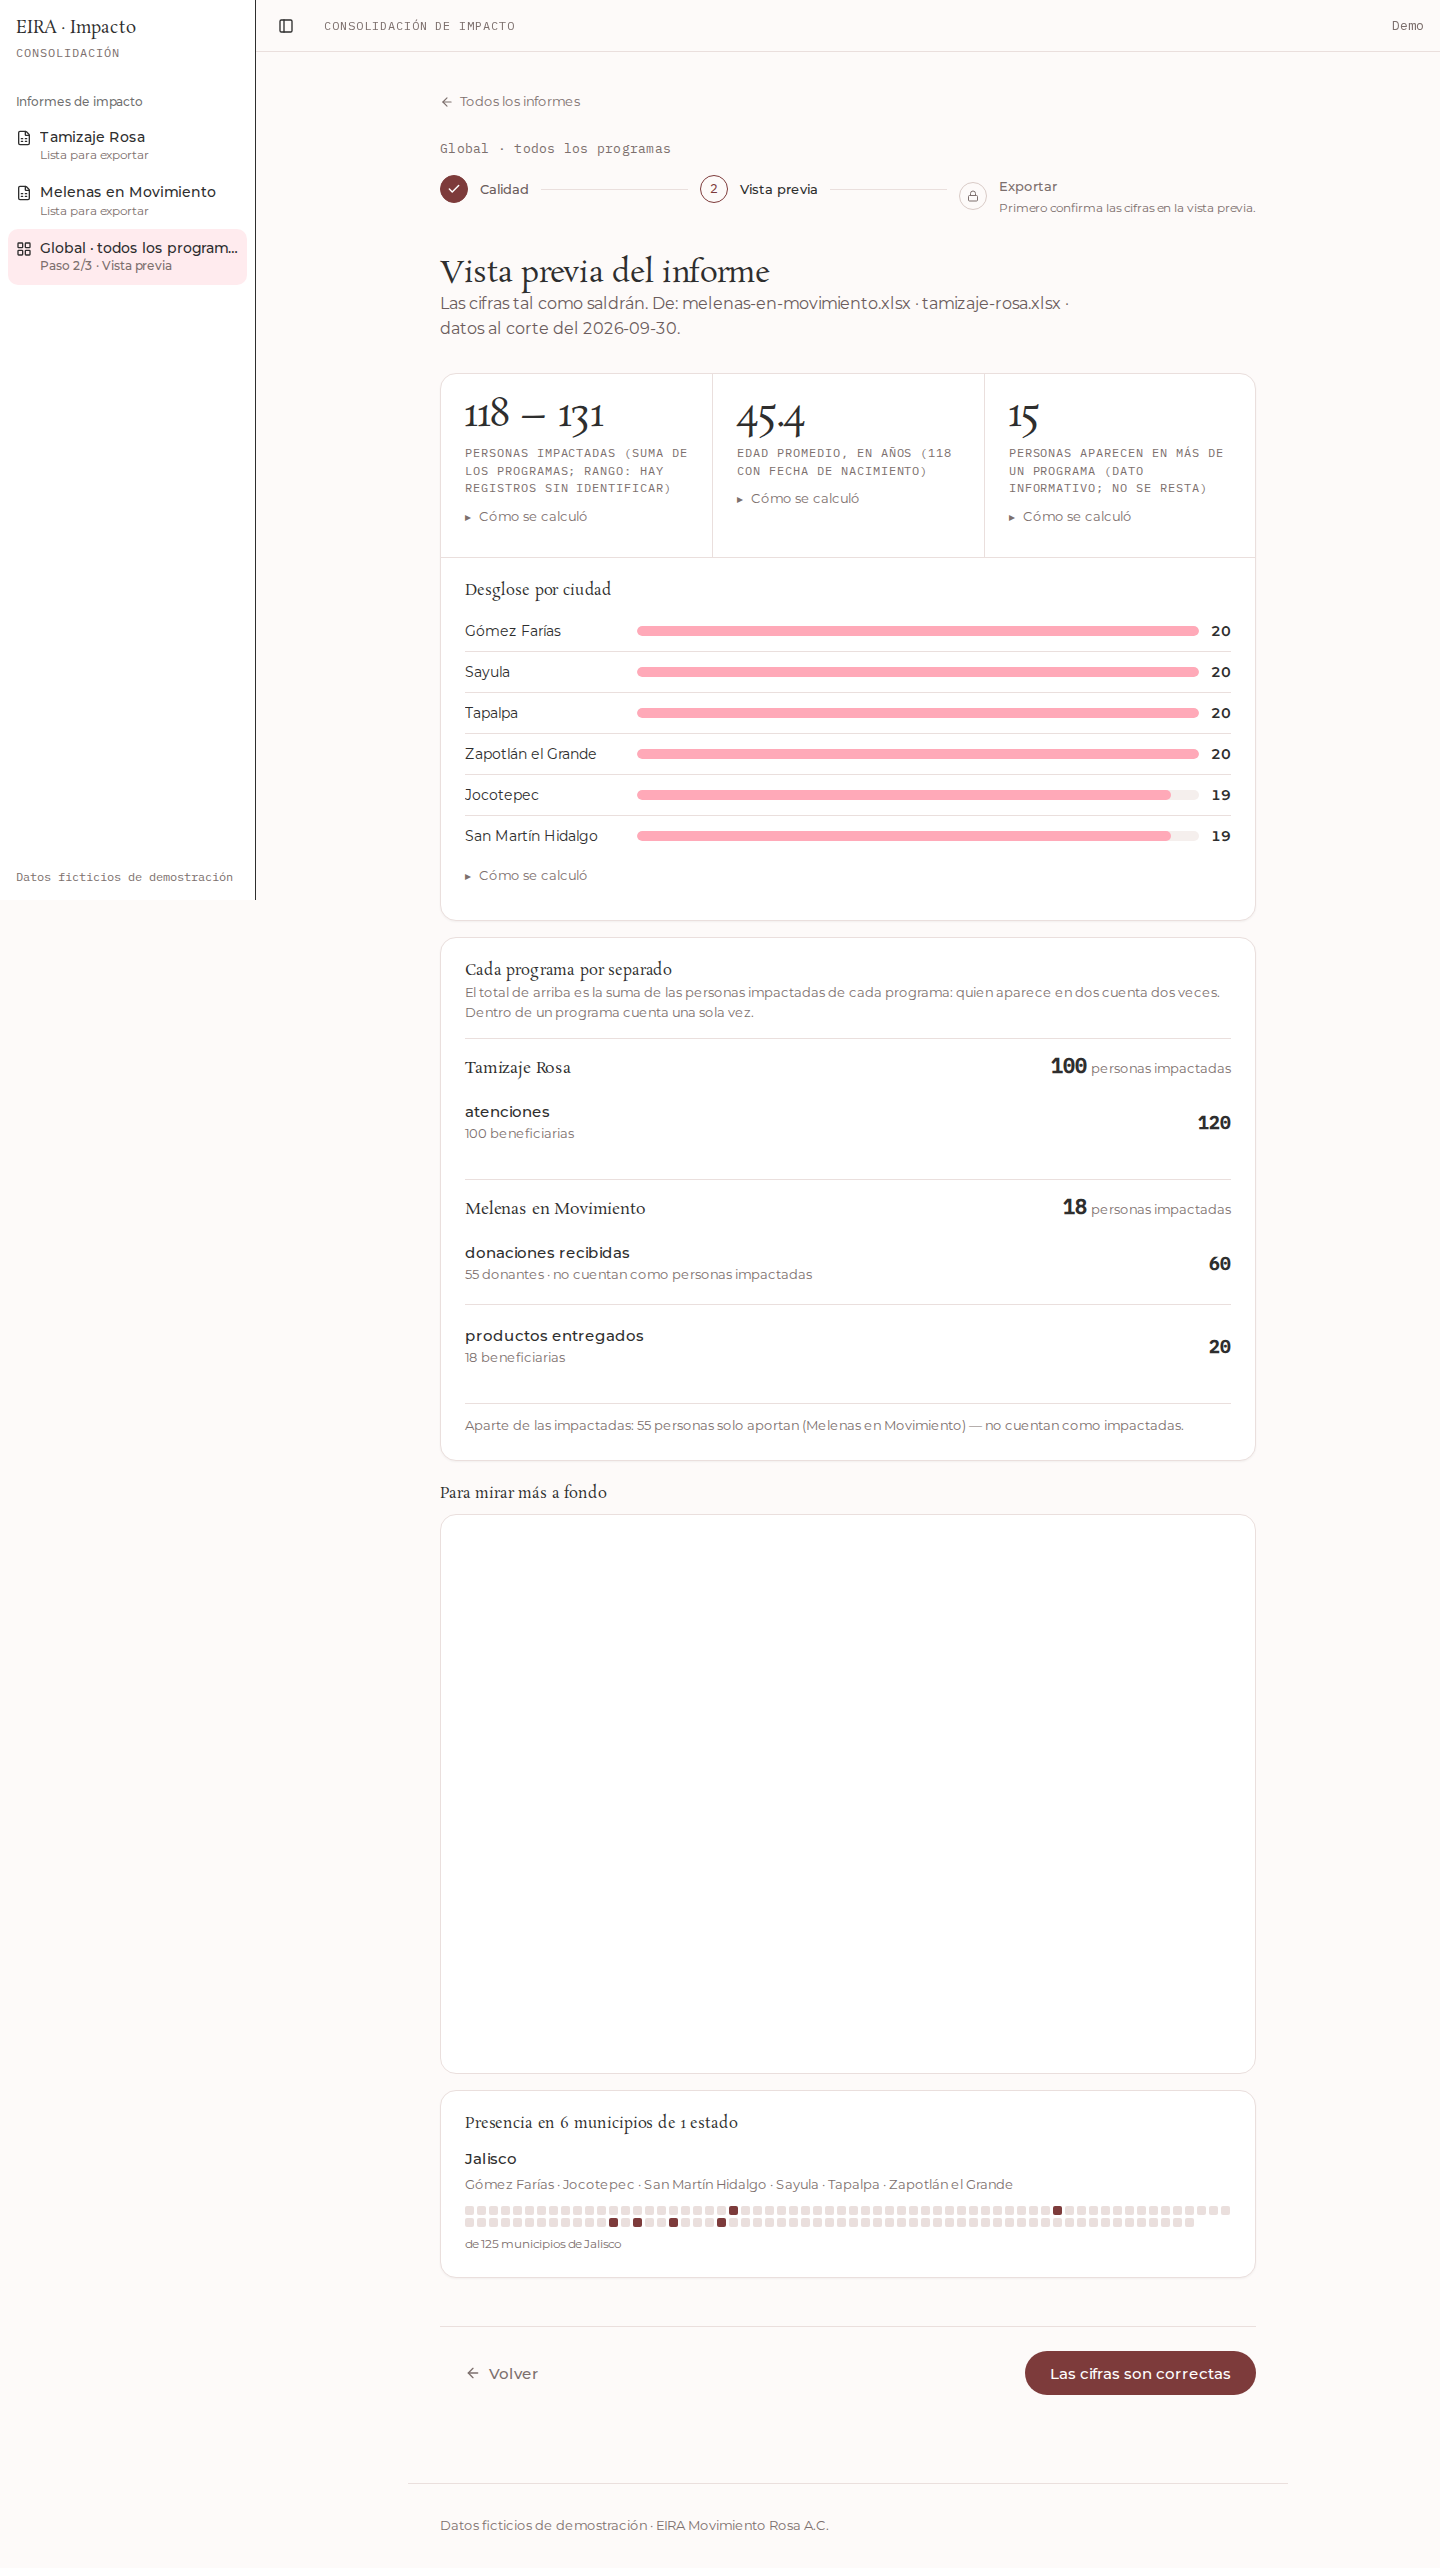 EIRA · Impacto
CONSOLIDACIÓN
Informes de impacto
Tamizaje Rosa
Lista para exportar
Melenas en Movimiento
Lista para exportar
Global · todos los program...
Paso 2/3 · Vista previa
Datos ficticios de demostración
CONSOLIDACIÓN DE IMPACTO
Demo
← Todos los informes
Global · todos los programas
Calidad
2 Vista previa
Exportar
Primero confirma las cifras en la vista previa.
Vista previa del informe
Las cifras tal como saldrán. De: melenas-en-movimiento.xlsx · tamizaje-rosa.xlsx ·
datos al corte del 2026-09-30.
118 – 131
PERSONAS IMPACTADAS (SUMA DE
LOS PROGRAMAS; RANGO: HAY
REGISTROS SIN IDENTIFICAR)
▸ Cómo se calculó
45.4
EDAD PROMEDIO, EN AÑOS (118
CON FECHA DE NACIMIENTO)
▸ Cómo se calculó
15
PERSONAS APARECEN EN MÁS DE
UN PROGRAMA (DATO
INFORMATIVO; NO SE RESTA)
▸ Cómo se calculó
Desglose por ciudad
Gómez Farías 20
Sayula 20
Tapalpa 20
Zapotlán el Grande 20
Jocotepec 19
San Martín Hidalgo 19
▸ Cómo se calculó
Cada programa por separado
El total de arriba es la suma de las personas impactadas de cada programa: quien aparece en dos cuenta dos veces.
Dentro de un programa cuenta una sola vez.
Tamizaje Rosa 100 personas impactadas
atenciones 120
100 beneficiarias
Melenas en Movimiento 18 personas impactadas
donaciones recibidas 60
55 donantes · no cuentan como personas impactadas
productos entregados 20
18 beneficiarias
Aparte de las impactadas: 55 personas solo aportan (Melenas en Movimiento) — no cuentan como impactadas.
Para mirar más a fondo
Presencia en 6 municipios de 1 estado
Jalisco
Gómez Farías · Jocotepec · San Martín Hidalgo · Sayula · Tapalpa · Zapotlán el Grande
de 125 municipios de Jalisco
← Volver
Las cifras son correctas
Datos ficticios de demostración · EIRA Movimiento Rosa A.C.